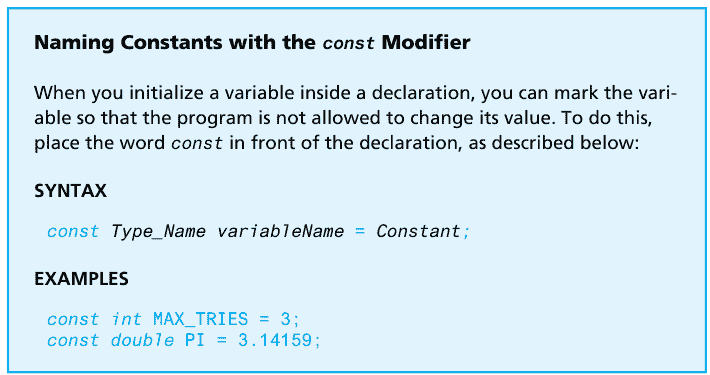 Naming Constants with the const Modifier
When you initialize a variable inside a declaration, you can mark the vari-
able so that the program is not allowed to change its value. To do this,
place the word const in front of the declaration, as described below:
SYNTAX
const Type_Name variableName = Constant;
EXAMPLES
const int MAX_TRIES = 3;
const double PI = 3.14159;